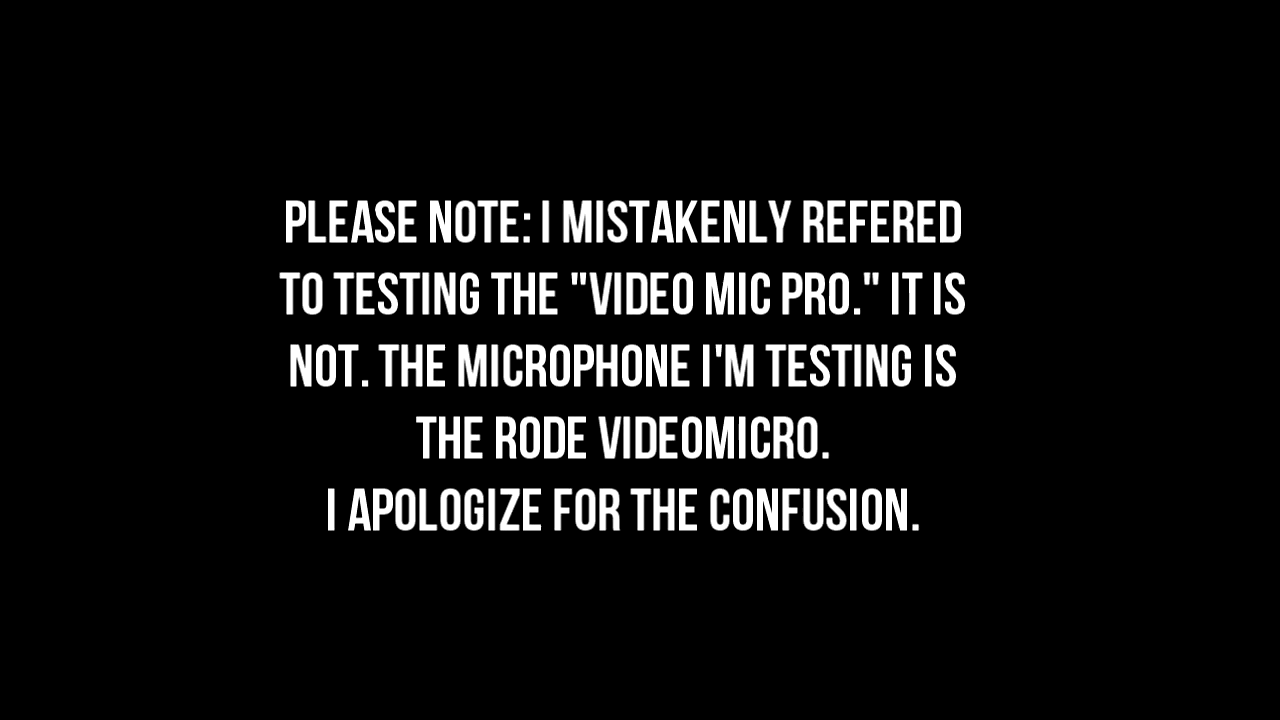 PLEASE NOTE: I MISTAKENLY REFERED
TO TESTING THE "VIDEO MIC PRO." IT IS
NOT. THE MICROPHONE I'M TESTING IS
THE RODE VIDEOMICRO.
I APOLOGIZE FOR THE CONFUSION.